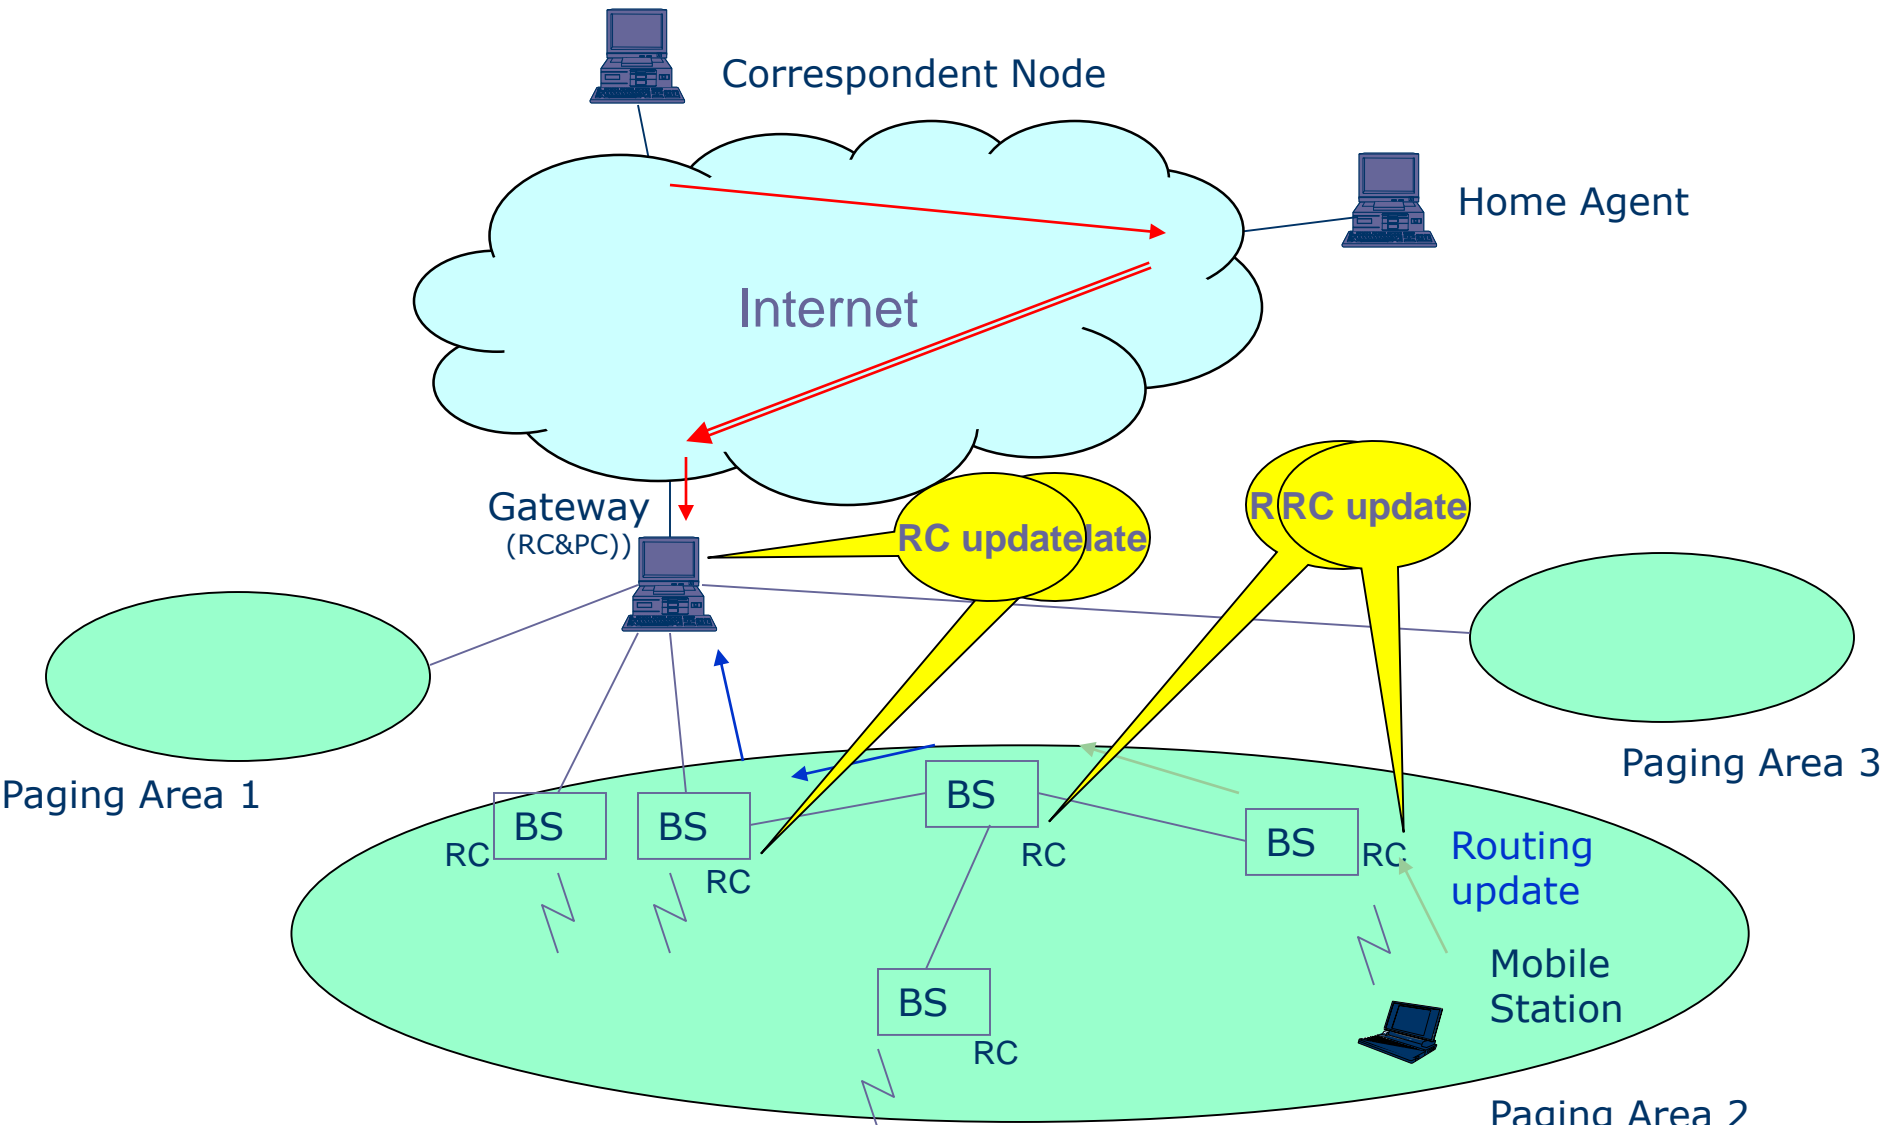 Correspondent Node
Home Agent
Internet
Gateway
(RC&PC))
RC update
late
R
RC update
Paging Area 1
Paging Area 3
BS
RC
BS
RC
BS
RC
BS
RC
Routing
update
Mobile
Station
BS
RC
Paging Area 2